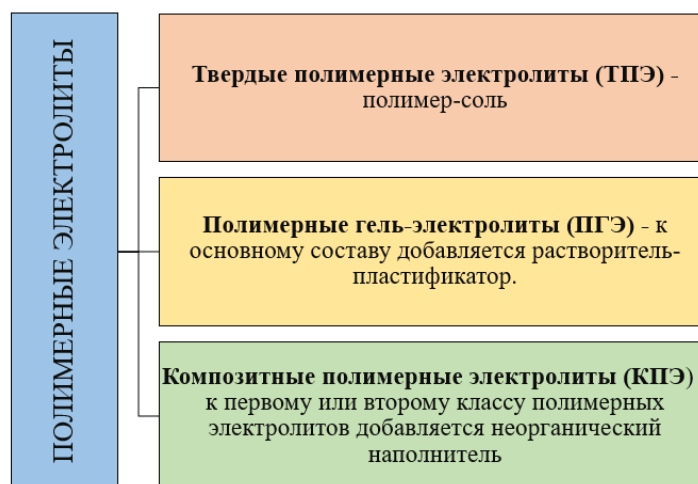 ПОЛИМЕРНЫЕ ЭЛЕКТРОЛИТЫ
Твердые полимерные электролиты (ТПЭ) -
полимер-соль
Полимерные гель-электролиты (ПГЭ) - к
основному составу добавляется растворитель-
пластификатор.
Композитные полимерные электролиты (КПЭ)
к первому или второму классу полимерных
электролитов добавляется неорганический
наполнитель